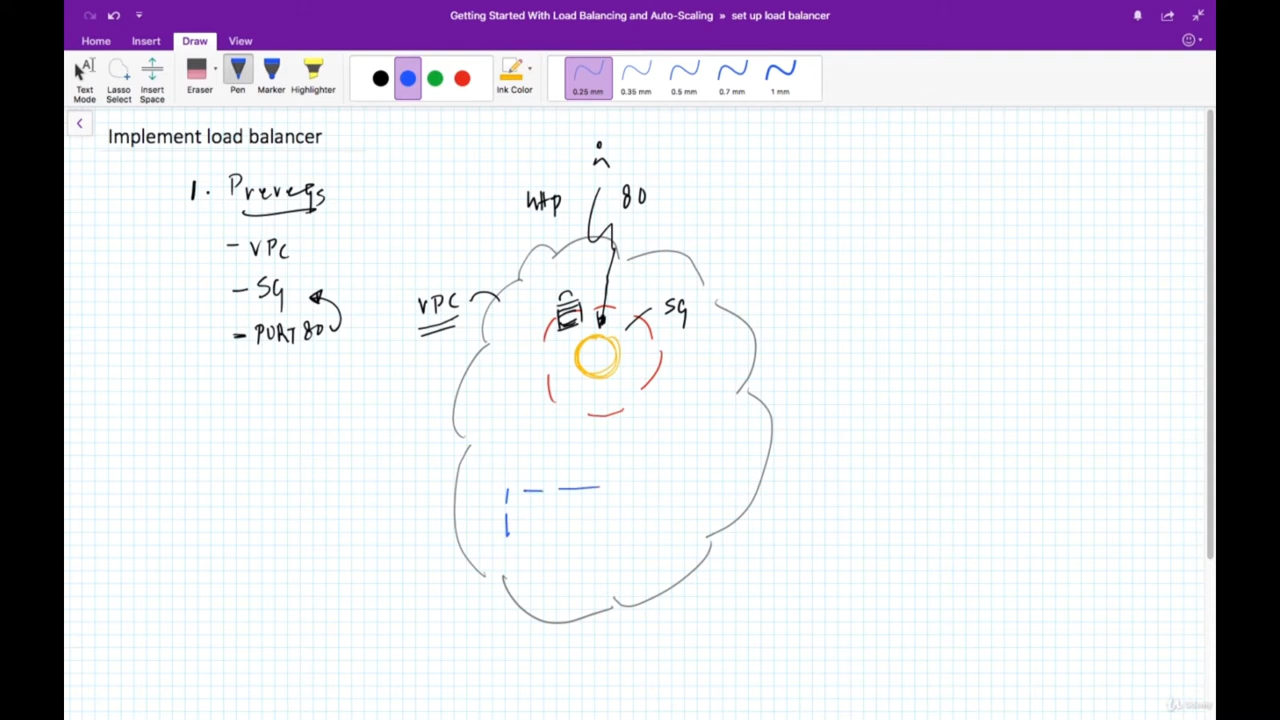 Getting Started With Load Balancing and Auto-Scaling » set up load balancer
Home Insert Draw View
Text Mode
Lasso Select
Insert Space
Eraser
Pen
Marker
Highlighter
Ink Color
0.25 mm
0.35 mm
0.5 mm
0.7 mm
1 mm
Implement load balancer
1. Prereqs
- VPC
- SG
- PORT 80
http 80
VPC
SG
Udemy